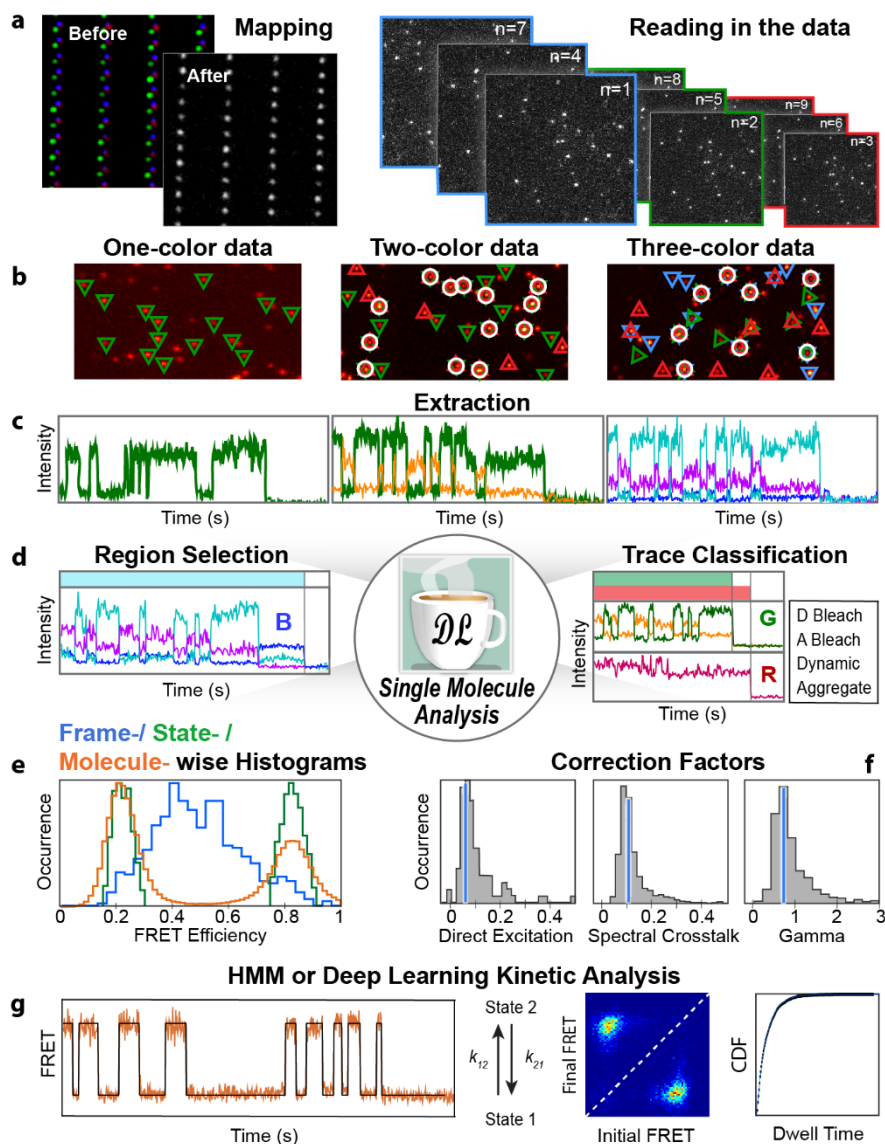 a
Before
Mapping
After
Reading in the data
n=7
n=4
n=1
n=8
n=5
n=2
n=9
n=6
n=3
b
One-color data
Two-color data
Three-color data
c
Extraction
Intensity
Time (s)
Time (s)
Time (s)
d
Region Selection
Intensity
B
Time (s)
DL
Single Molecule
Analysis
Trace Classification
Intensity
G
R
Time (s)
D Bleach
A Bleach
Dynamic
Aggregate
Frame-/ State- /
Molecule- wise Histograms
e
Occurrence
0
0.2
0.4
0.6
0.8
1
FRET Efficiency
Correction Factors
f
Occurrence
0
0.2
0.4
Direct Excitation
0
0.2
0.4
Spectral Crosstalk
0
1
2
3
Gamma
HMM or Deep Learning Kinetic Analysis
g
FRET
Time (s)
State 2
k12
k21
State 1
Final FRET
Initial FRET
CDF
Dwell Time